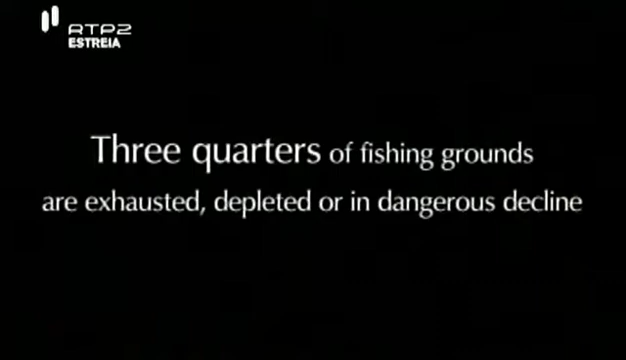 RTP2
ESTREIA
Three quarters of fishing grounds
are exhausted, depleted or in dangerous decline